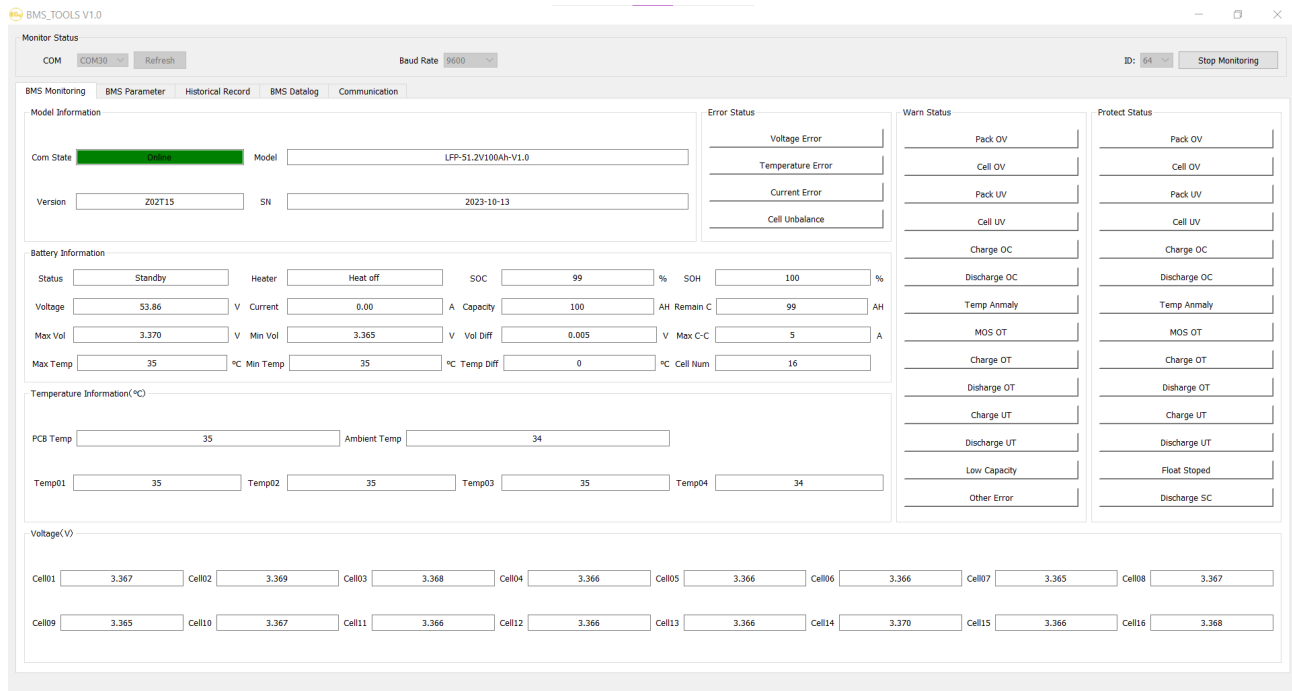 BMS_TOOLS V1.0
Monitor Status
COM COM30 Refresh Baud Rate 9600 ID: 64 Stop Monitoring
BMS Monitoring BMS Parameter Historical Record BMS Datalog Communication
Model Information
Com State Online Model LFP-51.2V100Ah-V1.0
Version Z02T15 SN 2023-10-13
Error Status
Voltage Error
Temperature Error
Current Error
Cell Unbalance
Warn Status
Pack OV
Cell OV
Pack UV
Cell UV
Charge OC
Discharge OC
Temp Anmaly
MOS OT
Charge OT
Disharge OT
Charge UT
Discharge UT
Low Capacity
Other Error
Protect Status
Pack OV
Cell OV
Pack UV
Cell UV
Charge OC
Discharge OC
Temp Anmaly
MOS OT
Charge OT
Disharge OT
Charge UT
Discharge UT
Float Stoped
Discharge SC
Battery Information
Status Standby Heater Heat off SOC 99 % SOH 100 %
Voltage 53.86 V Current 0.00 A Capacity 100 AH Remain C 99 AH
Max Vol 3.370 V Min Vol 3.365 V Vol Diff 0.005 V Max C-C 5 A
Max Temp 35 ºC Min Temp 35 ºC Temp Diff 0 ºC Cell Num 16
Temperature Information(ºC)
PCB Temp 35 Ambient Temp 34
Temp01 35 Temp02 35 Temp03 35 Temp04 34
Voltage(V)
Cell01 3.367 Cell02 3.369 Cell03 3.368 Cell04 3.366 Cell05 3.366 Cell06 3.366 Cell07 3.365 Cell08 3.367
Cell09 3.365 Cell10 3.367 Cell11 3.366 Cell12 3.366 Cell13 3.366 Cell14 3.370 Cell15 3.366 Cell16 3.368